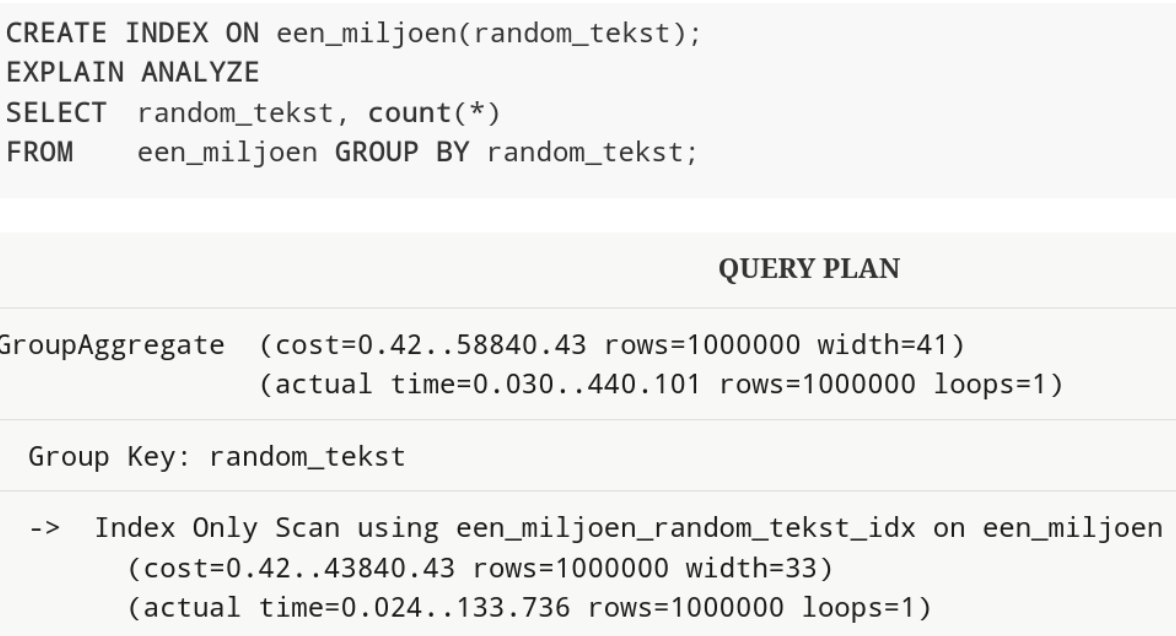 CREATE INDEX ON een_miljoen(random_tekst);
EXPLAIN ANALYZE
SELECT  random_tekst, count(*)
FROM    een_miljoen GROUP BY random_tekst;
QUERY PLAN
GroupAggregate  (cost=0.42..58840.43 rows=1000000 width=41)
(actual time=0.030..440.101 rows=1000000 loops=1)
Group Key: random_tekst
->  Index Only Scan using een_miljoen_random_tekst_idx on een_miljoen
(cost=0.42..43840.43 rows=1000000 width=33)
(actual time=0.024..133.736 rows=1000000 loops=1)